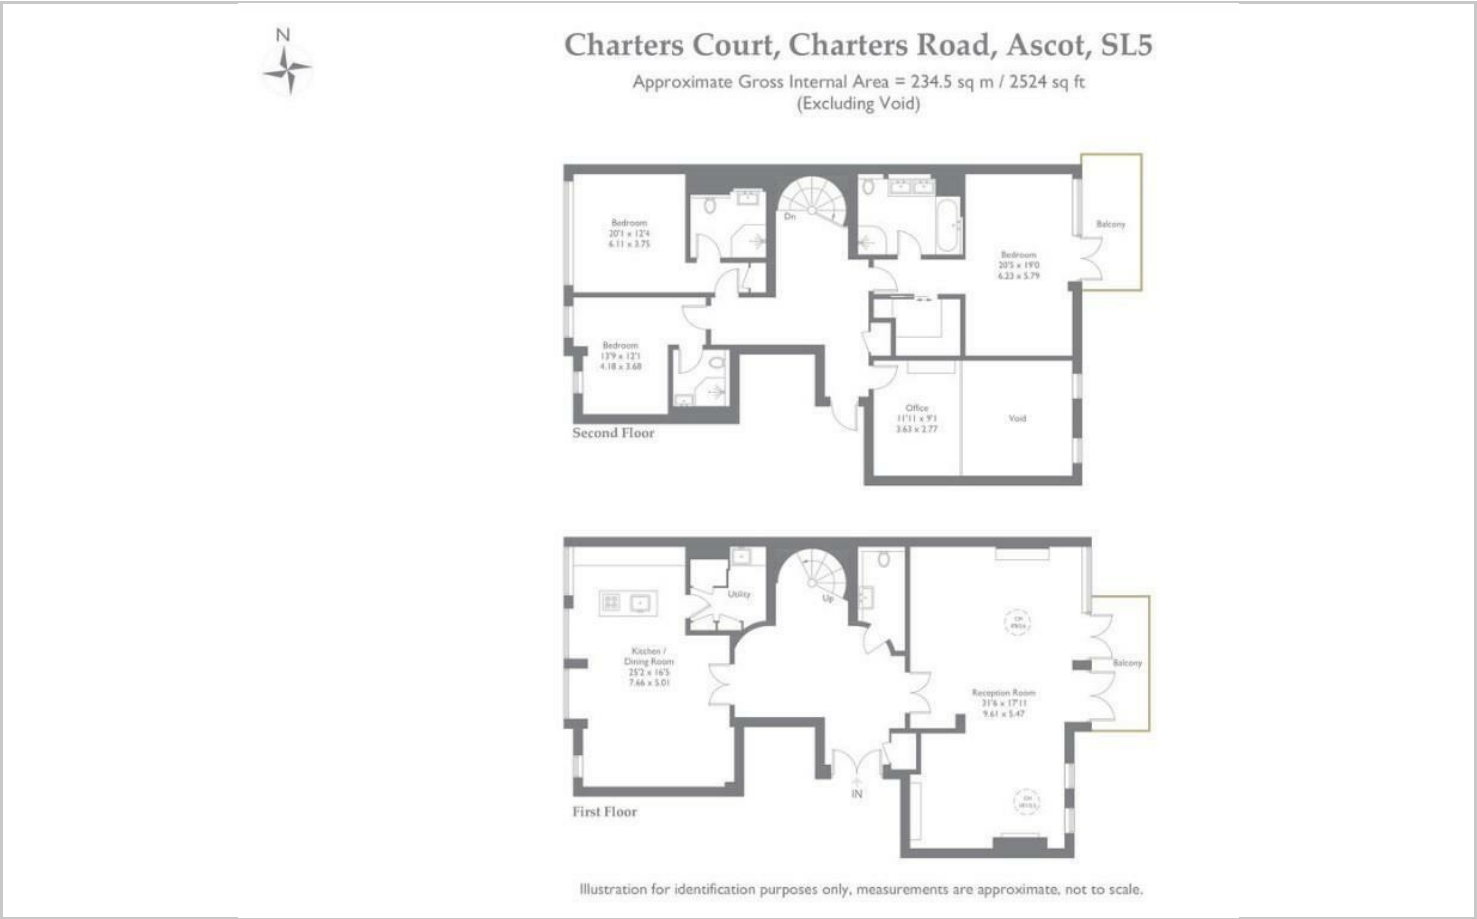 N
Charters Court, Charters Road, Ascot, SL5
Approximate Gross Internal Area = 234.5 sq m / 2524 sq ft
(Excluding Void)
Bedroom
20'1 x 12'4
6.11 x 3.75
Dn
Bedroom
20'5 x 19'0
6.23 x 5.79
Balcony
Bedroom
13'9 x 12'1
4.18 x 3.68
Office
11'11 x 9'1
3.63 x 2.77
Void
Second Floor
Utility
Up
Kitchen /
Dining Room
25'2 x 16'5
7.66 x 5.01
CH
Balcony
Reception Room
31'6 x 17'11
9.61 x 5.47
IN
CH
First Floor
Illustration for identification purposes only, measurements are approximate, not to scale.